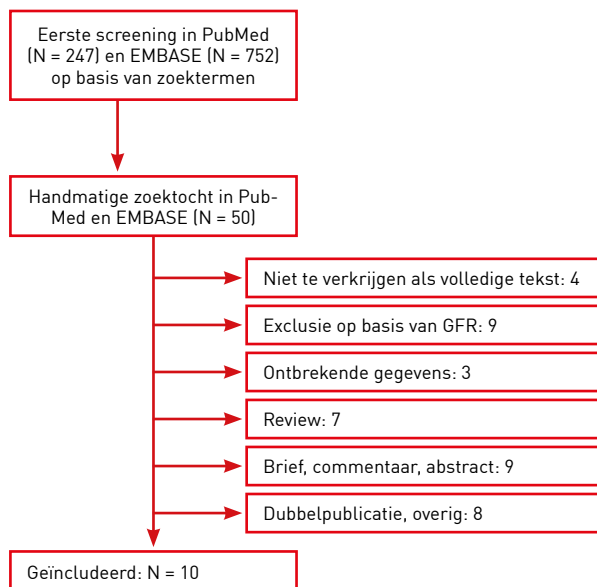 Eerste screening in PubMed
(N = 247) en EMBASE (N = 752)
op basis van zoektermen
Handmatige zoektocht in Pub-
Med en EMBASE (N = 50)
Niet te verkrijgen als volledige tekst: 4
Exclusie op basis van GFR: 9
Ontbrekende gegevens: 3
Review: 7
Brief, commentaar, abstract: 9
Dubbelpublicatie, overig: 8
Geïncludeerd: N = 10